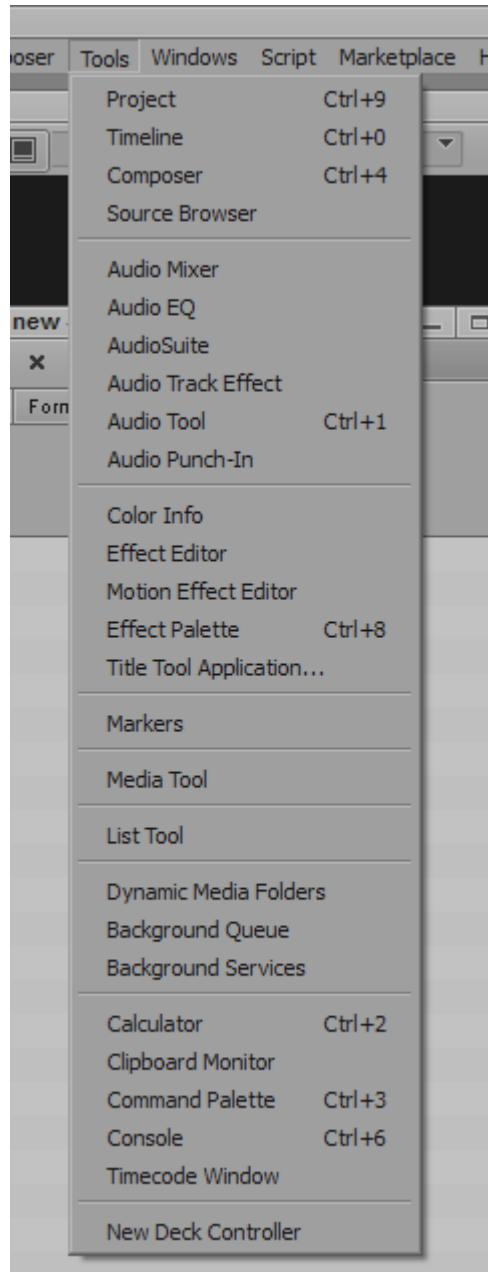 oser Tools Windows Script Marketplace H
Project Ctrl+9
Timeline Ctrl+0
Composer Ctrl+4
Source Browser
Audio Mixer
Audio EQ
new
AudioSuite
Audio Track Effect
Form
Audio Tool Ctrl+1
Audio Punch-In
Color Info
Effect Editor
Motion Effect Editor
Effect Palette Ctrl+8
Title Tool Application...
Markers
Media Tool
List Tool
Dynamic Media Folders
Background Queue
Background Services
Calculator Ctrl+2
Clipboard Monitor
Command Palette Ctrl+3
Console Ctrl+6
Timecode Window
New Deck Controller